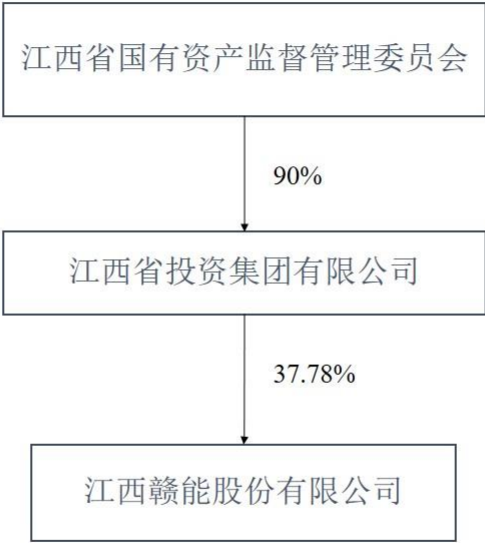 江西省国有资产监督管理委员会
90%
江西省投资集团有限公司
37.78%
江西赣能股份有限公司